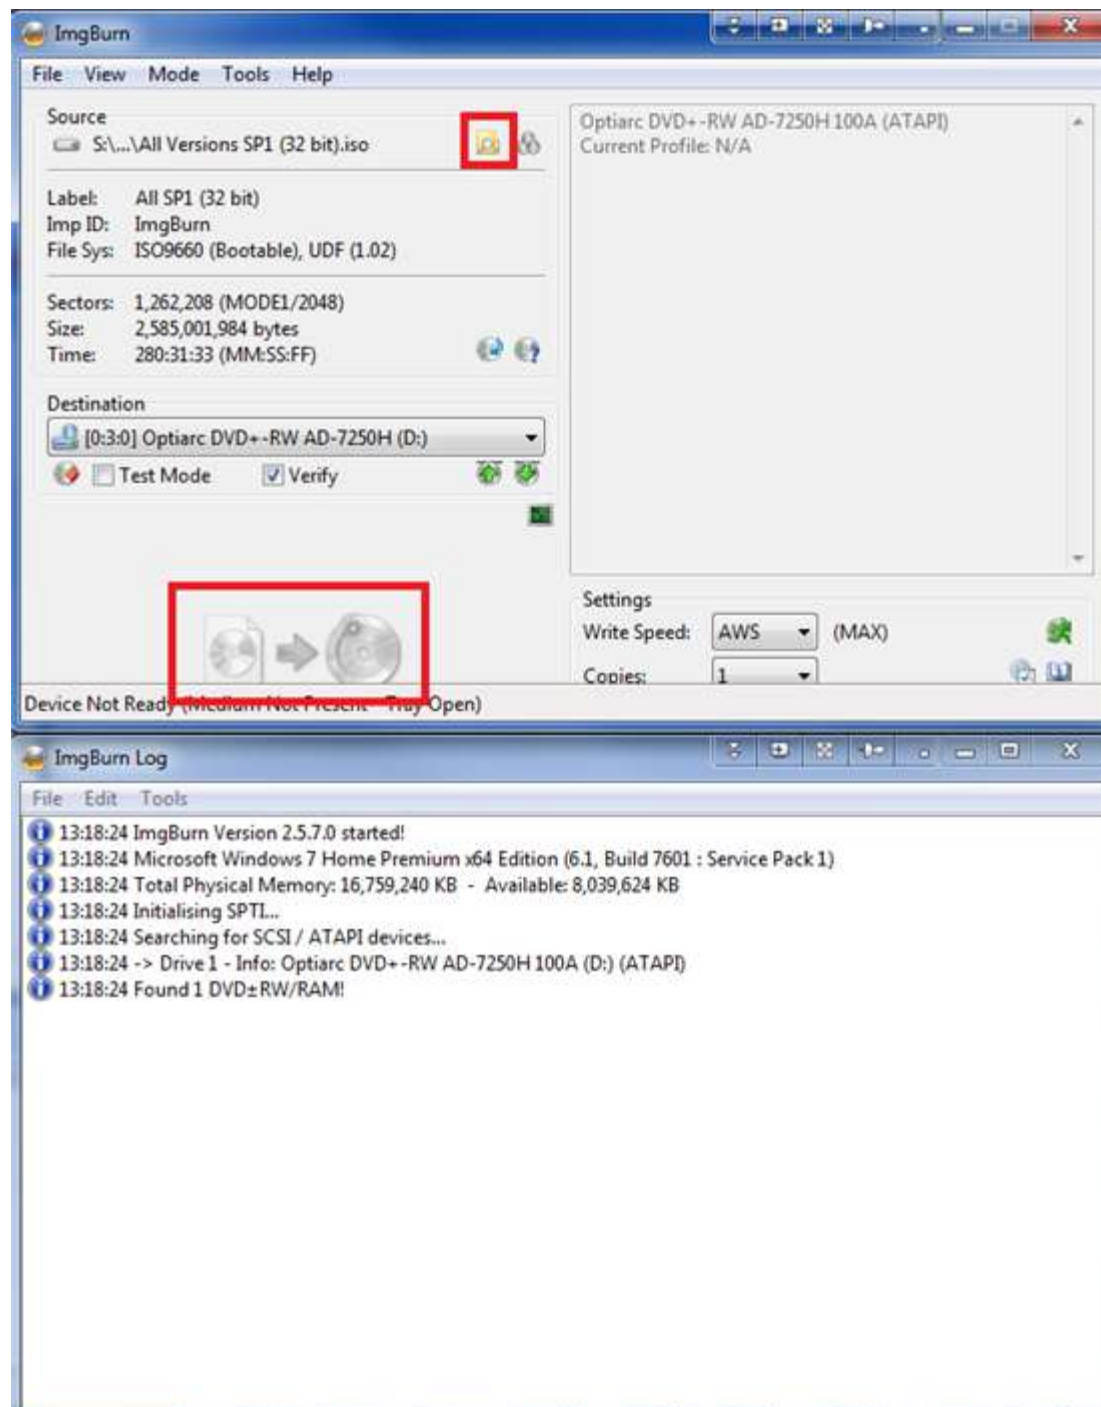 ImgBurn
File View Mode Tools Help
Source
S:\...\All Versions SP1 (32 bit).iso
Label: All SP1 (32 bit)
Imp ID: ImgBurn
File Sys: ISO9660 (Bootable), UDF (1.02)
Sectors: 1,262,208 (MODE1/2048)
Size: 2,585,001,984 bytes
Time: 280:31:33 (MM:SS:FF)
Destination
[0:3:0] Optiarc DVD+-RW AD-7250H (D:)
Test Mode Verify
Optiarc DVD+-RW AD-7250H 100A (ATAPI)
Current Profile: N/A
Settings
Write Speed: AWS (MAX)
Copies: 1
Device Not Ready (Medium Not Present - Tray Open)
ImgBurn Log
File Edit Tools
13:18:24 ImgBurn Version 2.5.7.0 started!
13:18:24 Microsoft Windows 7 Home Premium x64 Edition (6.1, Build 7601 : Service Pack 1)
13:18:24 Total Physical Memory: 16,759,240 KB - Available: 8,039,624 KB
13:18:24 Initialising SPTI...
13:18:24 Searching for SCSI / ATAPI devices...
13:18:24 -> Drive 1 - Info: Optiarc DVD+-RW AD-7250H 100A (D:) (ATAPI)
13:18:24 Found 1 DVD±RW/RAM!